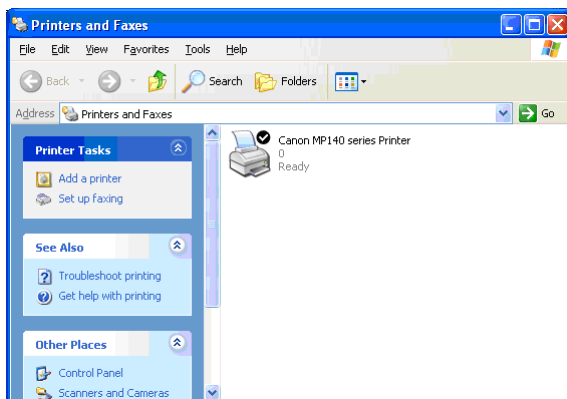 Printers and Faxes
File Edit View Favorites Tools Help
Back Search Folders
Address Printers and Faxes Go
Printer Tasks
Add a printer
Set up faxing
See Also
Troubleshoot printing
Get help with printing
Other Places
Control Panel
Scanners and Cameras
Canon MP140 series Printer
0
Ready